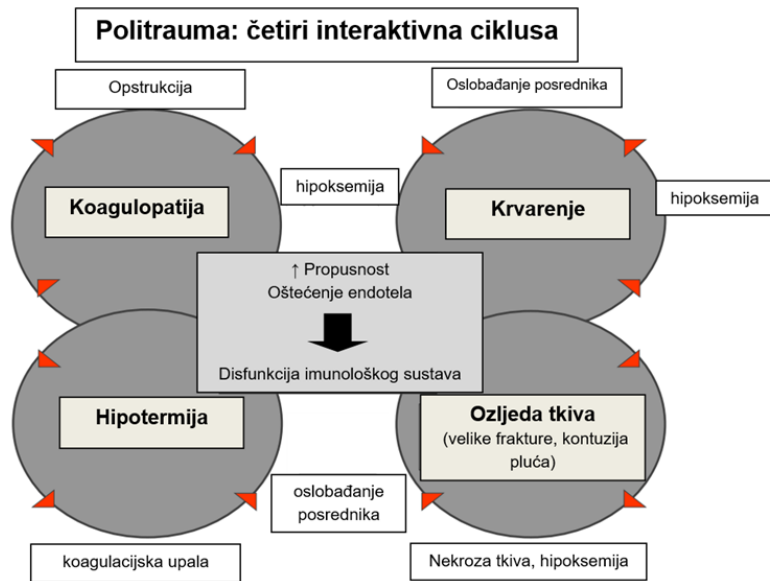 Politrauma: četiri interaktivna ciklusa
Opstrukcija
Oslobađanje posrednika
Koagulopatija
hipoksemija
Krvarenje
hipoksemija
↑ Propusnost
Oštećenje endotela
Disfunkcija imunološkog sustava
Hipotermija
Ozljeda tkiva
(velike frakture, kontuzija
pluća)
oslobađanje
posrednika
koagulacijska upala
Nekroza tkiva, hipoksemija